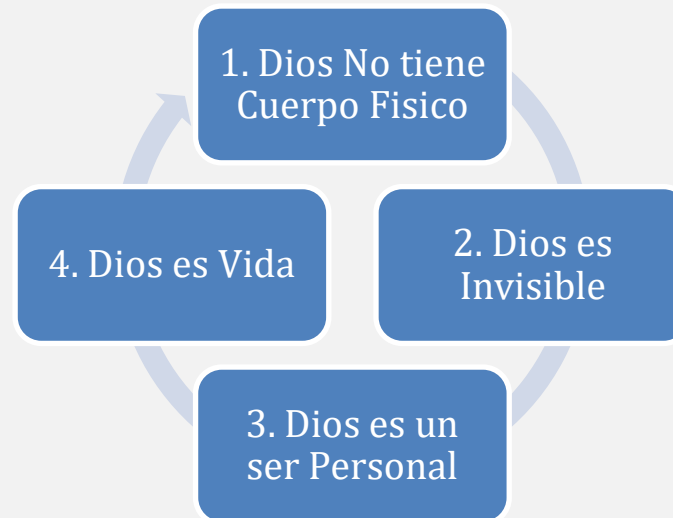 1. Dios No tiene
Cuerpo Fisico
2. Dios es
Invisible
3. Dios es un
ser Personal
4. Dios es Vida